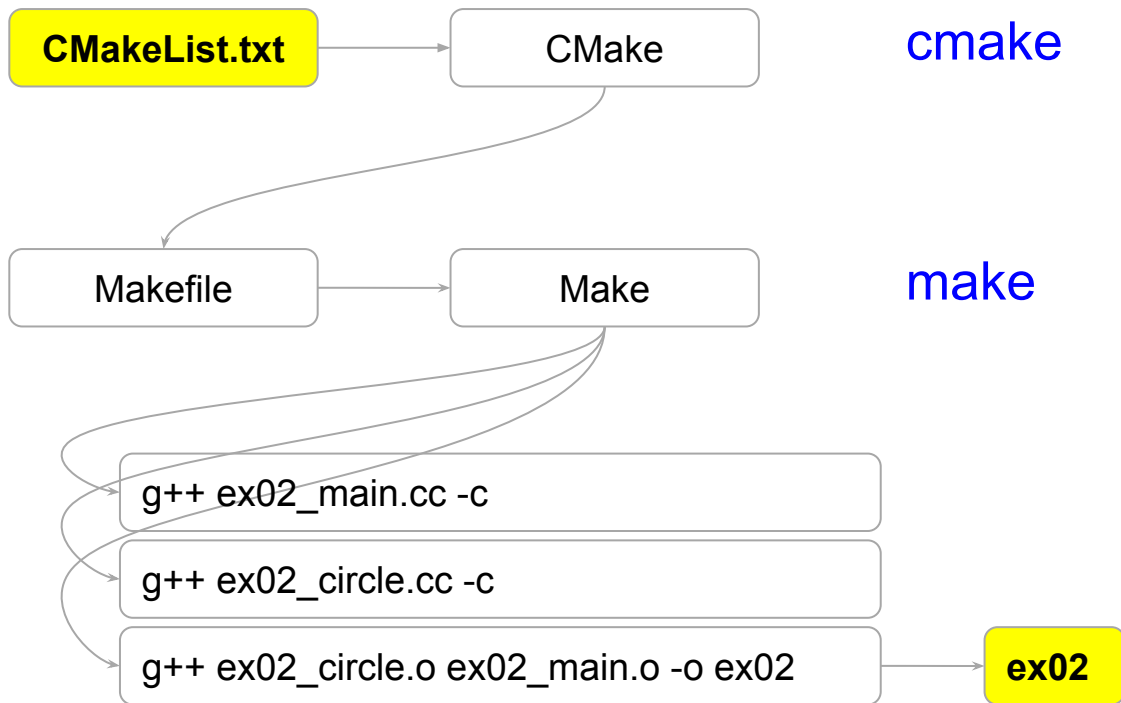 CMakeList.txt
CMake
cmake
Makefile
Make
make
g++ ex02_main.cc -c
g++ ex02_circle.cc -c
g++ ex02_circle.o ex02_main.o -o ex02
ex02